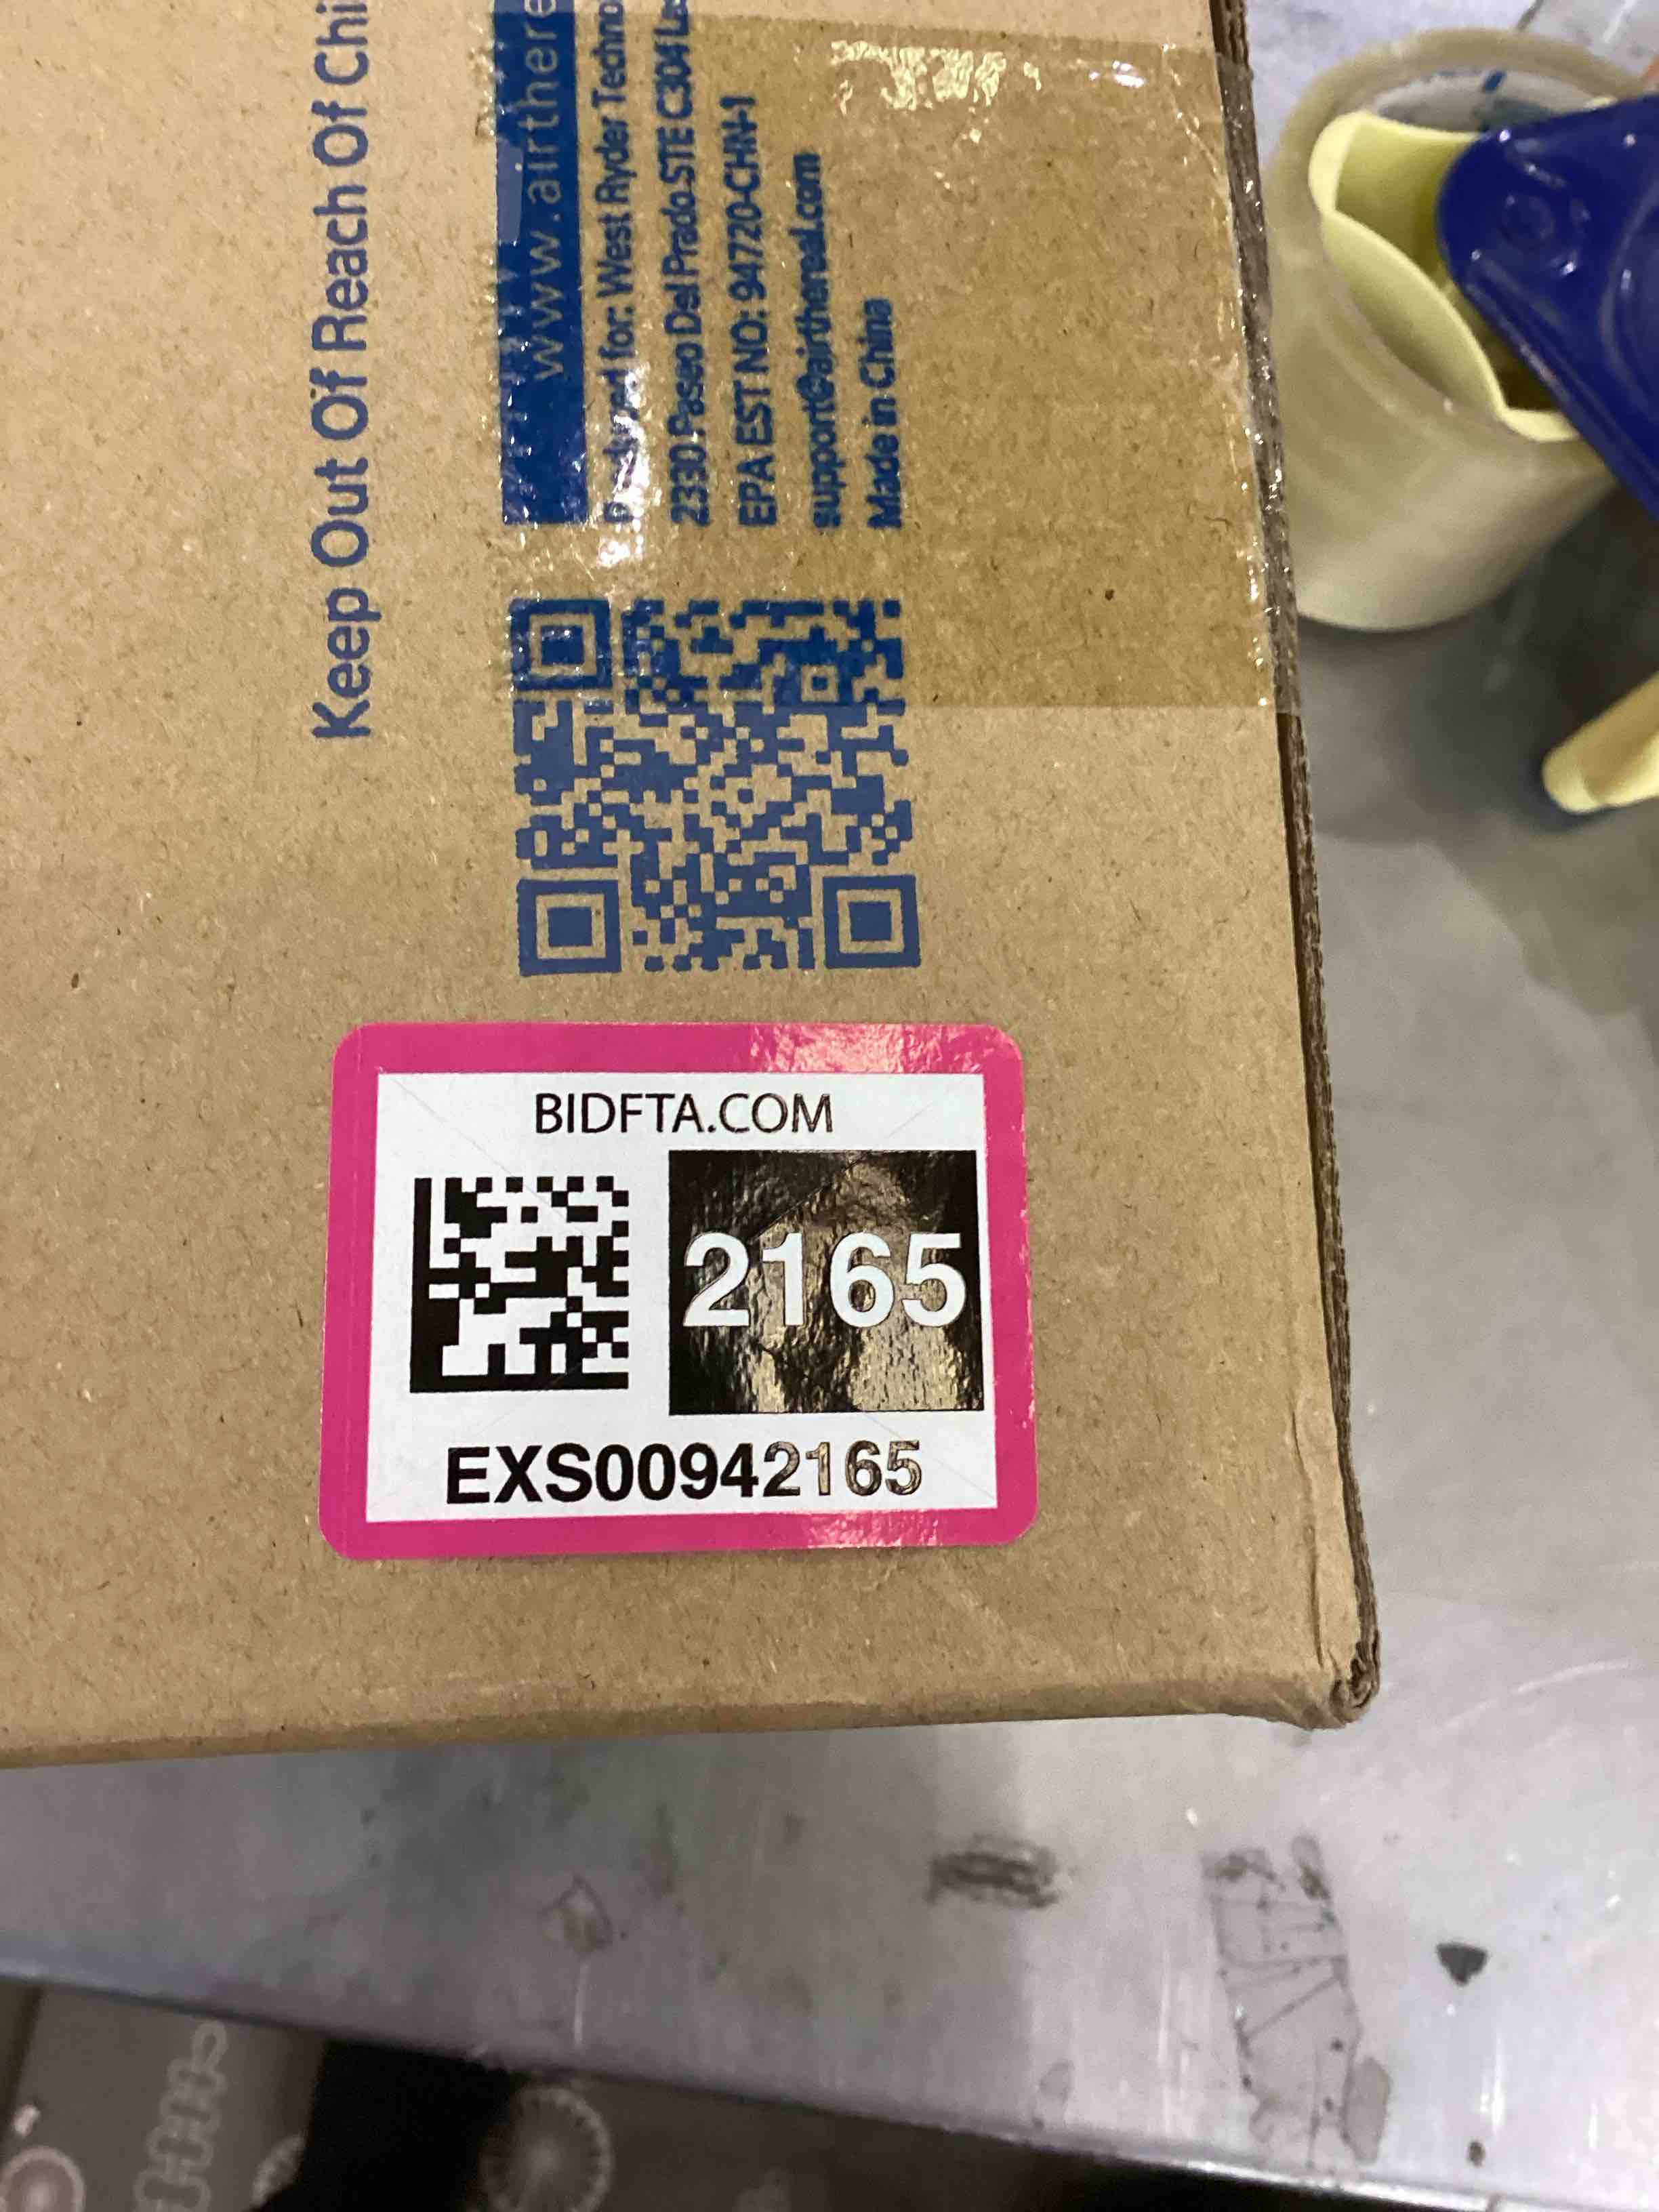 Keep Out Of Reach Of Chi
www.airthere
Produced for: West Ryder Techno
2330 Paseo Del Prado STE C304 La
EPA EST NO: 94720-CHN-1
support@airthereal.com
Made in China
BIDFTA.COM
2165
EXS00942165